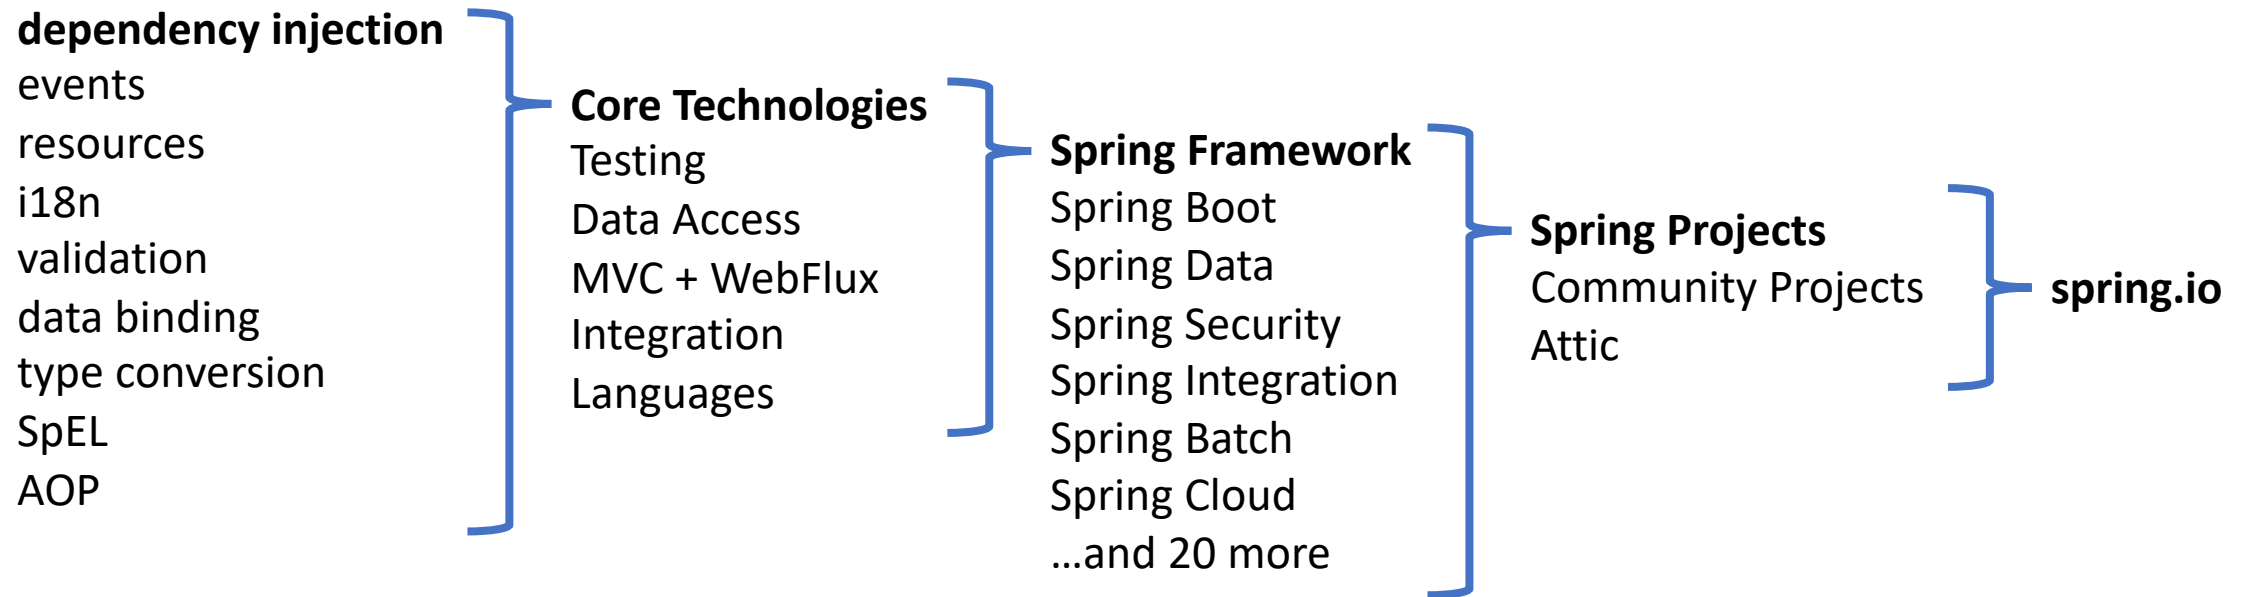 dependency injection
events
resources
i18n
validation
data binding
type conversion
SpEL
AOP
Core Technologies
Testing
Data Access
MVC + WebFlux
Integration
Languages
Spring Framework
Spring Boot
Spring Data
Spring Security
Spring Integration
Spring Batch
Spring Cloud
...and 20 more
Spring Projects
Community Projects
Attic
spring.io